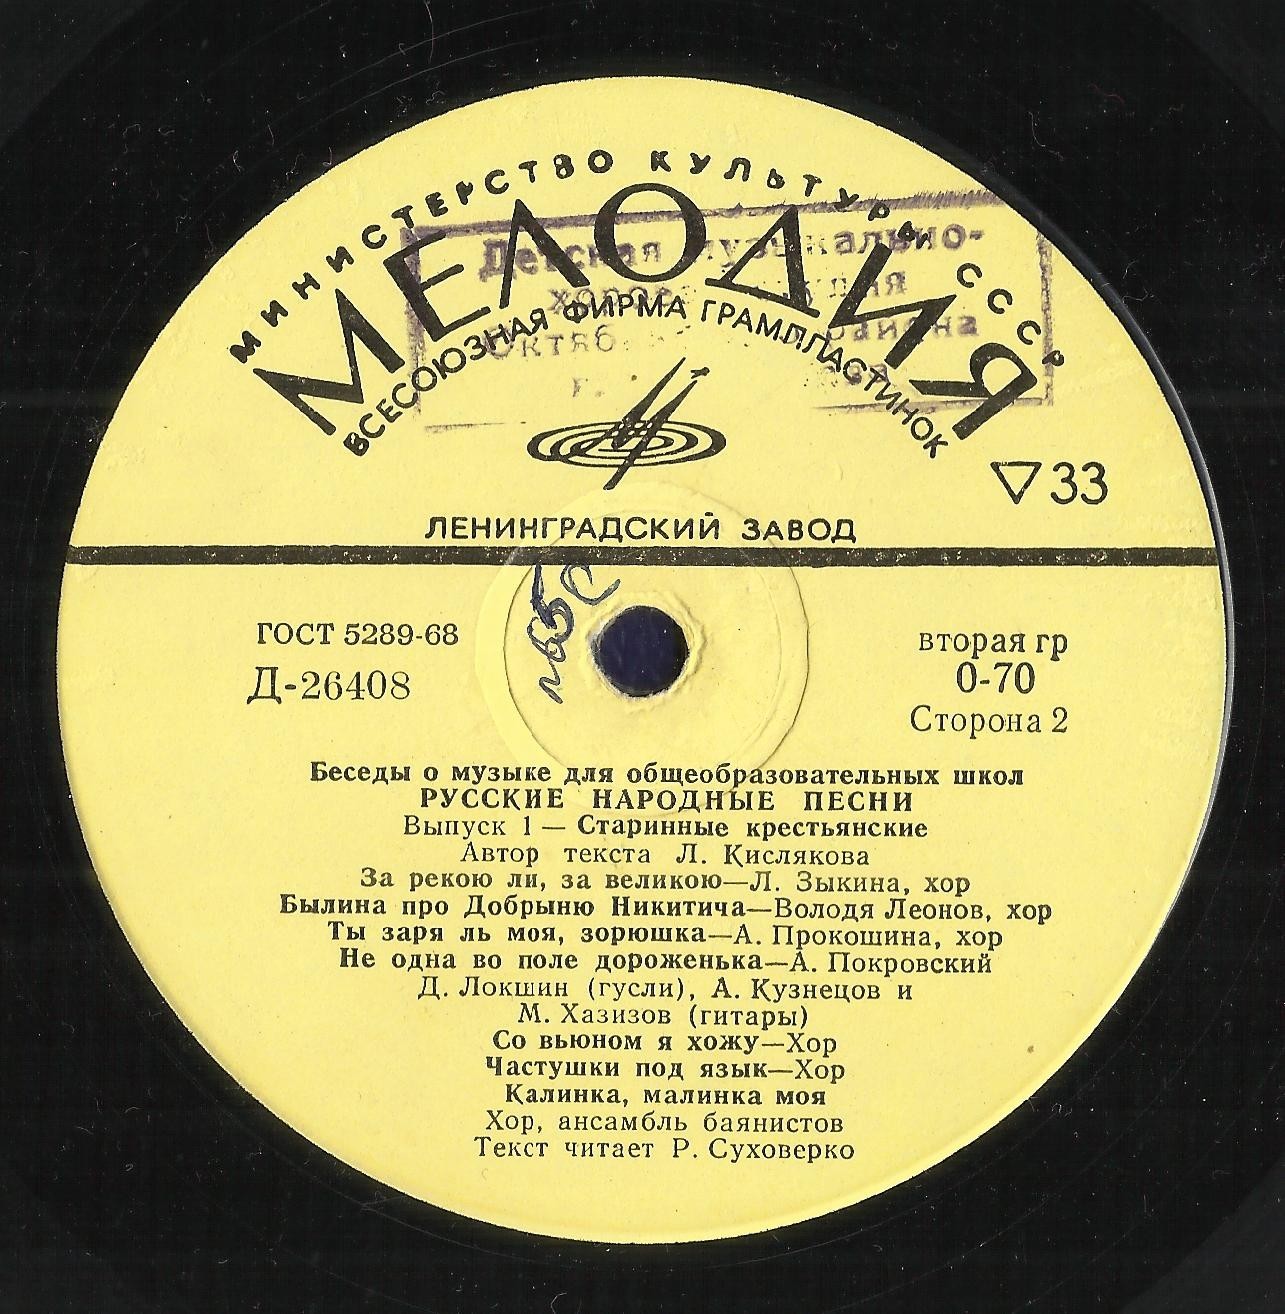 МИНИСТЕРСТВО КУЛЬТУРЫ СССР
МЕЛОДИЯ
ВСЕСОЮЗНАЯ ФИРМА ГРАМПЛАСТИНОК
Детская музыкально-
района
▽33
ЛЕНИНГРАДСКИЙ ЗАВОД
ГОСТ 5289-68
Д-26408
вторая гр
0-70
Сторона 2
Беседы о музыке для общеобразовательных школ
РУССКИЕ НАРОДНЫЕ ПЕСНИ
Выпуск 1 — Старинные крестьянские
Автор текста Л. Кислякова
За рекою ли, за великою—Л. Зыкина, хор
Былина про Добрыню Никитича—Володя Леонов, хор
Ты заря ль моя, зорюшка—А. Прокошина, хор
Не одна во поле дороженька—А. Покровский
Д. Локшин (гусли), А. Кузнецов и
М. Хазизов (гитары)
Со вьюном я хожу—Хор
Частушки под язык—Хор
Калинка, малинка моя
Хор, ансамбль баянистов
Текст читает Р. Суховерко